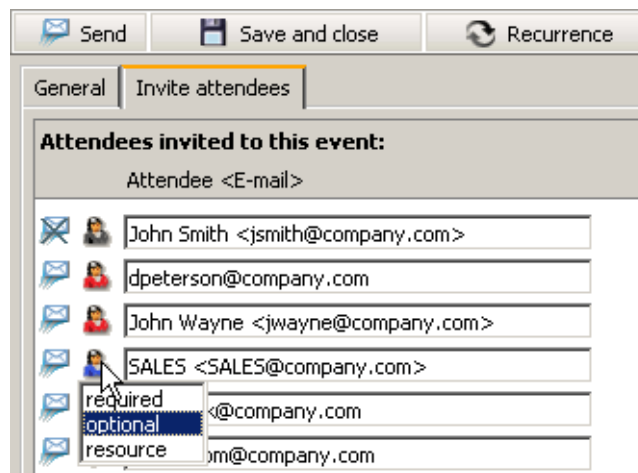 Send Save and close Recurrence
General Invite attendees
Attendees invited to this event:
Attendee <E-mail>
John Smith <jsmith@company.com>
dpeterson@company.com
John Wayne <jwayne@company.com>
SALES <SALES@company.com>
required
@company.com
optional
resource
om@company.com